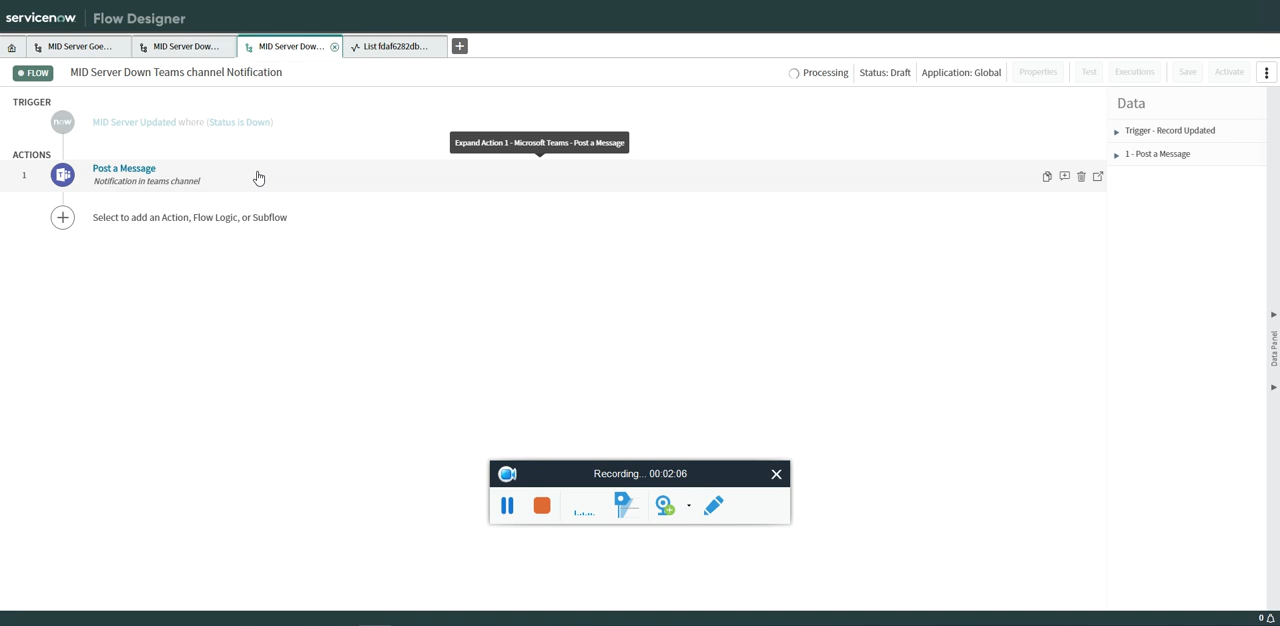 servicenow Flow Designer
MID Server Goe... MID Server Dow... MID Server Dow... List fdaf6282db...
FLOW MID Server Down Teams channel Notification Processing Status: Draft Application: Global Properties Test Executions Save Activate
TRIGGER
Data
now MID Server Updated where (Status is Down)
Trigger - Record Updated
Expand Action 1 - Microsoft Teams - Post a Message
ACTIONS
1 - Post a Message
1 Post a Message
Notification in teams channel
Select to add an Action, Flow Logic, or Subflow
Data Panel
Recording... 00:02:06
0